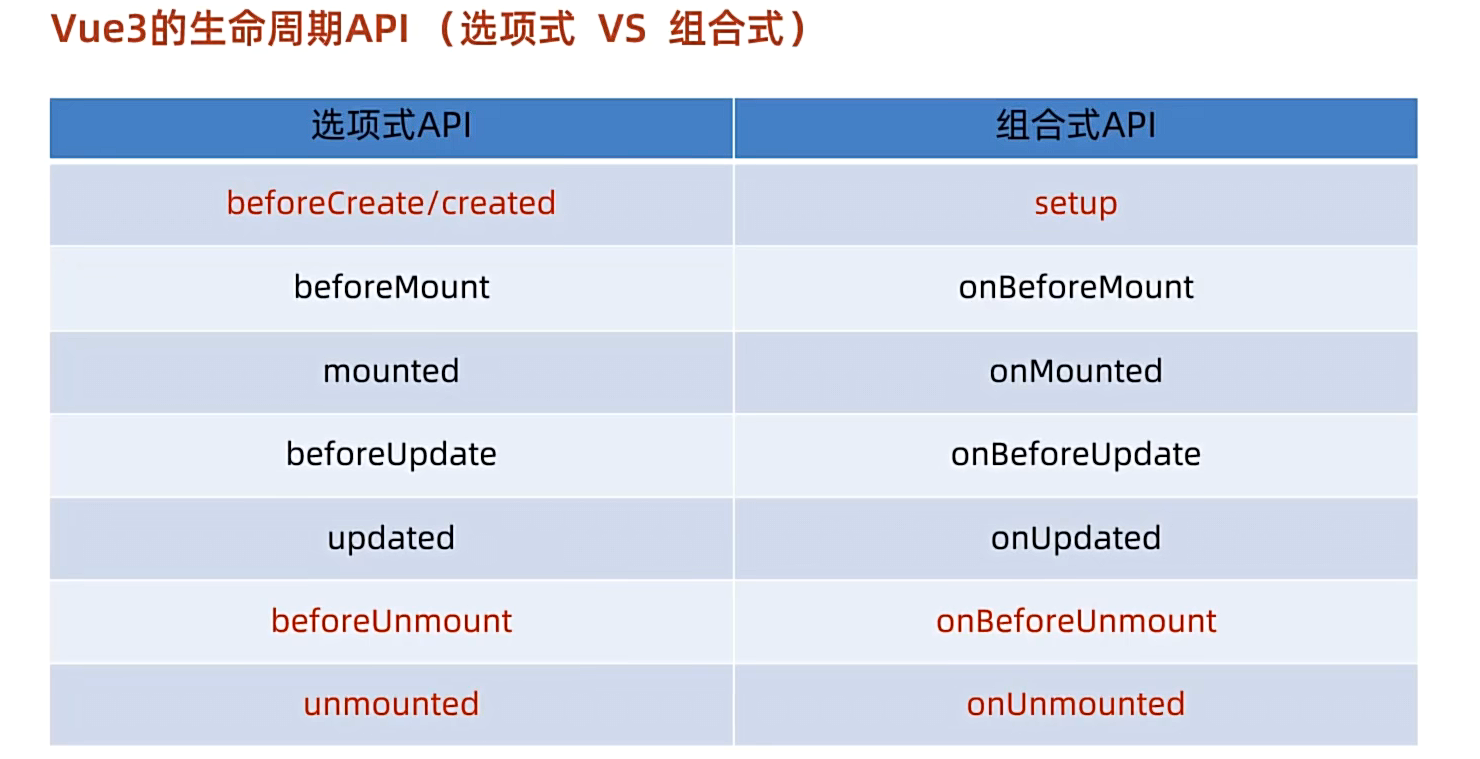 Vue3的生命周期API （选项式 VS 组合式）
选项式API 组合式API
beforeCreate/created setup
beforeMount onBeforeMount
mounted onMounted
beforeUpdate onBeforeUpdate
updated onUpdated
beforeUnmount onBeforeUnmount
unmounted onUnmounted